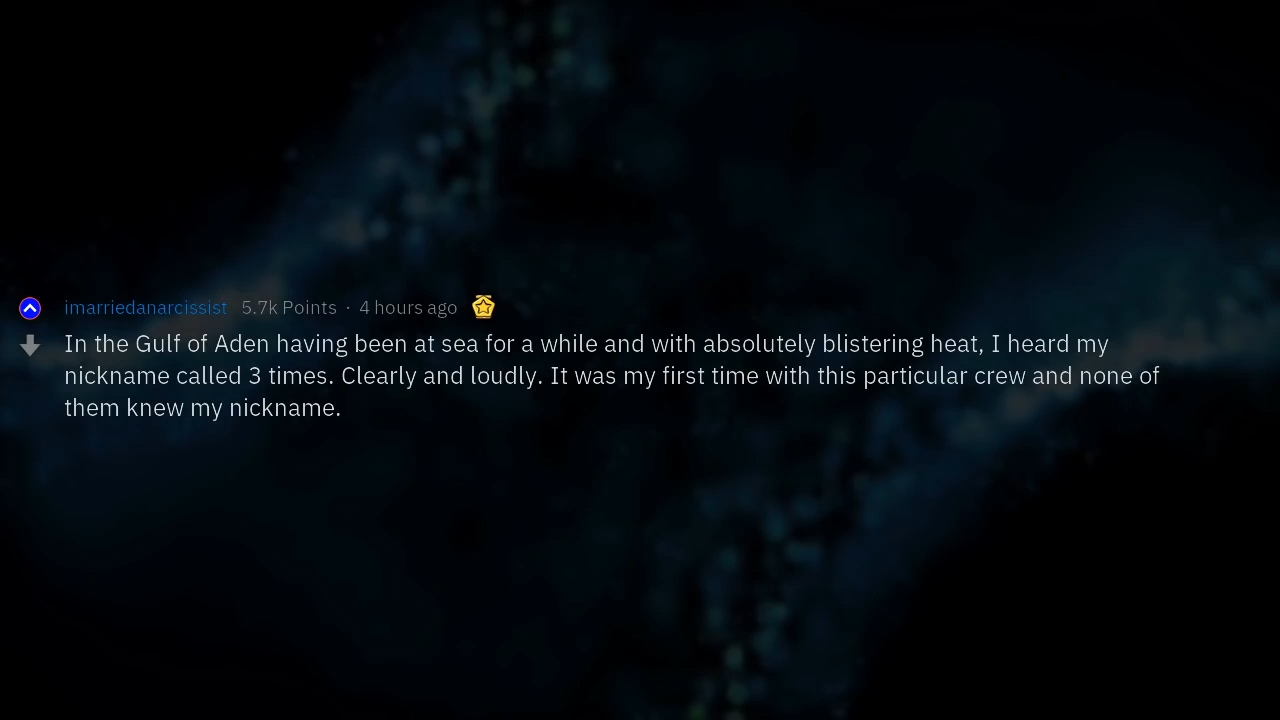 imarriedanarcissist 5.7k Points · 4 hours ago
In the Gulf of Aden having been at sea for a while and with absolutely blistering heat, I heard my
nickname called 3 times. Clearly and loudly. It was my first time with this particular crew and none of
them knew my nickname.